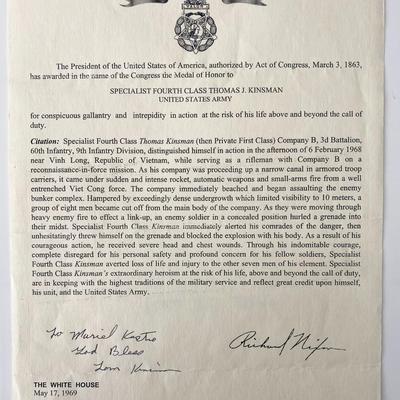 VALOR
The President of the United States of America, authorized by Act of Congress, March 3, 1863,
has awarded in the name of the Congress the Medal of Honor to
SPECIALIST FOURTH CLASS THOMAS J. KINSMAN
UNITED STATES ARMY
for conspicuous gallantry and intrepidity in action at the risk of his life above and beyond the call of
duty.
Citation: Specialist Fourth Class Thomas Kinsman (then Private First Class) Company B, 3d Battalion,
60th Infantry, 9th Infantry Division, distinguished himself in action in the afternoon of 6 February 1968
near Vinh Long, Republic of Vietnam, while serving as a rifleman with Company B on a
reconnaissance-in-force mission. As his company was proceeding up a narrow canal in armored troop
carriers, it came under sudden and intense rocket, automatic weapons and small-arms fire from a well
entrenched Viet Cong force. The company immediately beached and began assaulting the enemy
bunker complex. Hampered by exceedingly dense undergrowth which limited visibility to 10 meters, a
group of eight men became cut off from the main body of the company. As they were moving through
heavy enemy fire to effect a link-up, an enemy soldier in a concealed position hurled a grenade into
their midst. Specialist Fourth Class Kinsman immediately alerted his comrades of the danger, then
unhesitatingly threw himself on the grenade and blocked the explosion with his body. As a result of his
courageous action, he received severe head and chest wounds. Through his indomitable courage,
complete disregard for his personal safety and profound concern for his fellow soldiers, Specialist
Fourth Class Kinsman averted loss of life and injury to the other seven men of his element. Specialist
Fourth Class Kinsman's extraordinary heroism at the risk of his life, above and beyond the call of duty,
are in keeping with the highest traditions of the military service and reflect great credit upon himself,
his unit, and the United States Army.
To Muriel
God Bless
Tom Kinsman
Richard Nixon
THE WHITE HOUSE
May 17, 1969